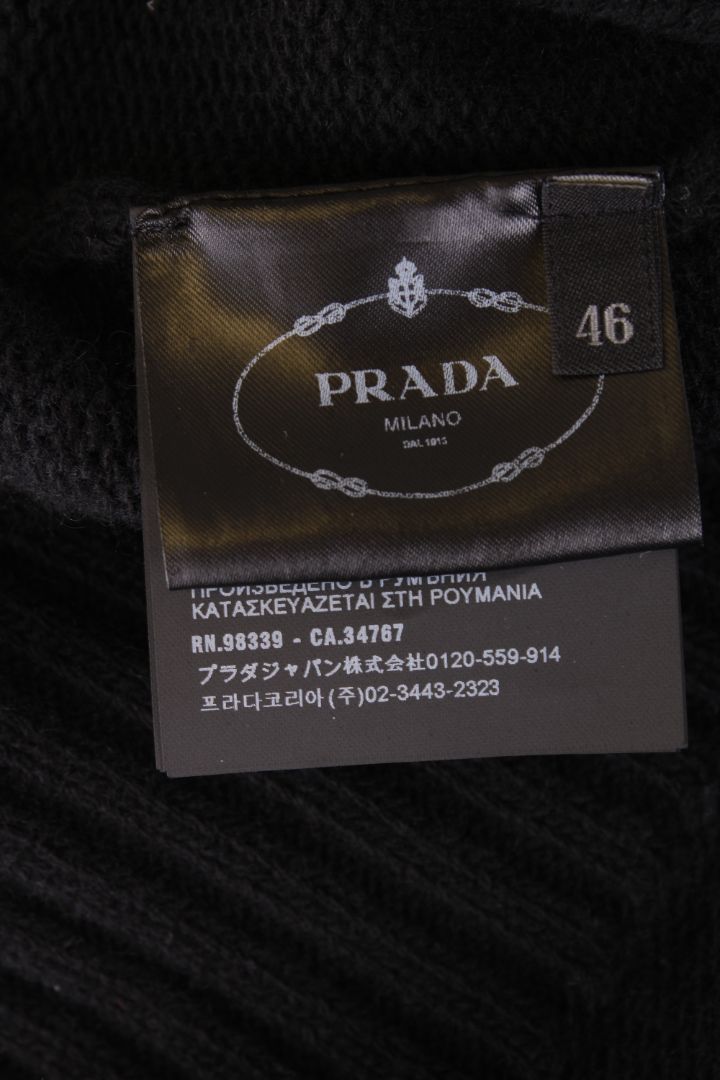 46
PRADA
MILANO
DAL 1913
ПРОИЗВЕДЕНО В РУМЪНИЯ
ΚΑΤΑΣΚΕΥΑΖΕΤΑΙ ΣΤΗ ΡΟΥΜΑΝΙΑ
RN.98339 - CA.34767
プラダジャパン株式会社0120-559-914
프라다코리아(주)02-3443-2323